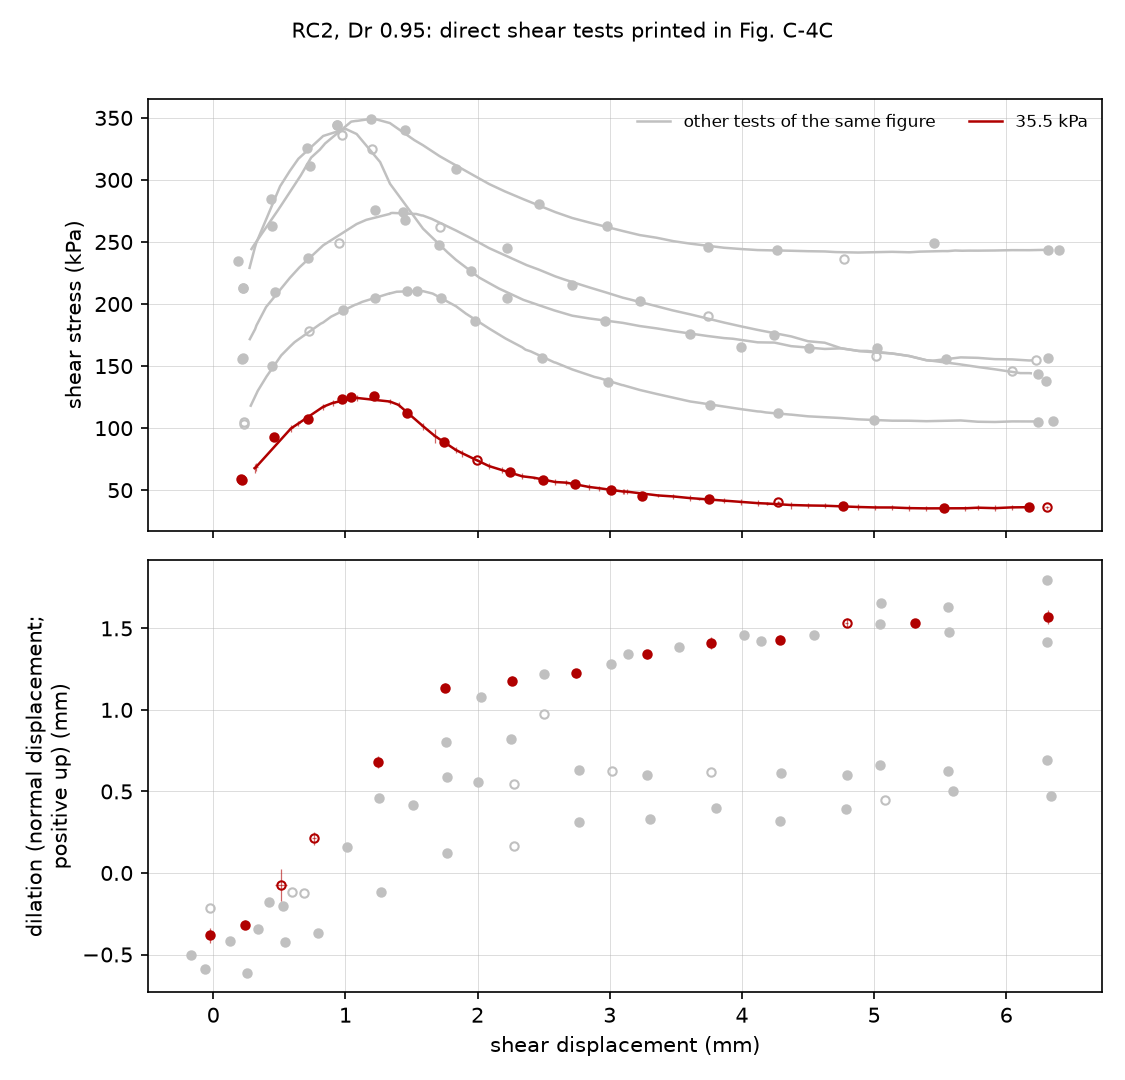 RC2, Dr 0.95: direct shear tests printed in Fig. C-4C
other tests of the same figure
35.5 kPa
shear stress (kPa)
350
300
250
200
150
100
50
dilation (normal displacement;
positive up) (mm)
1.5
1.0
0.5
0.0
−0.5
0 1 2 3 4 5 6
shear displacement (mm)